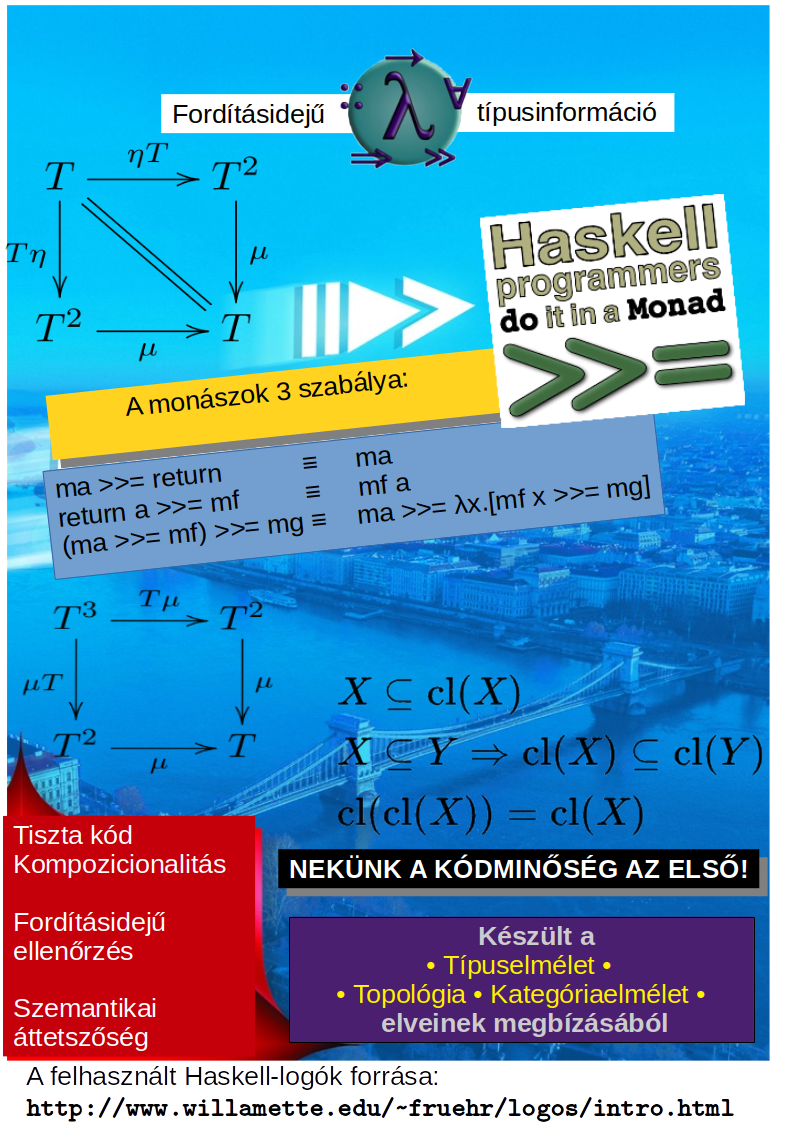 Fordításidejű típusinformáció
→
:: λ ∀
⇒ >>
T ηT T²
Tη μ
T² μ T
Haskell
programmers
do it in a Monad
>>=
A monászok 3 szabálya:
ma >>= return ≡ ma
return a >>= mf ≡ mf a
(ma >>= mf) >>= mg ≡ ma >>= λx.[mf x >>= mg]
T³ Tμ T²
μT μ
T² μ T
X ⊆ cl(X)
X ⊆ Y ⇒ cl(X) ⊆ cl(Y)
cl(cl(X)) = cl(X)
Tiszta kód
Kompozicionalitás
Fordításidejű
ellenőrzés
Szemantikai
áttetszőség
NEKÜNK A KÓDMINŐSÉG AZ ELSŐ!
Készült a
• Típuselmélet •
• Topológia • Kategóriaelmélet •
elveinek megbízásából
A felhasznált Haskell-logók forrása:
http://www.willamette.edu/~fruehr/logos/intro.html